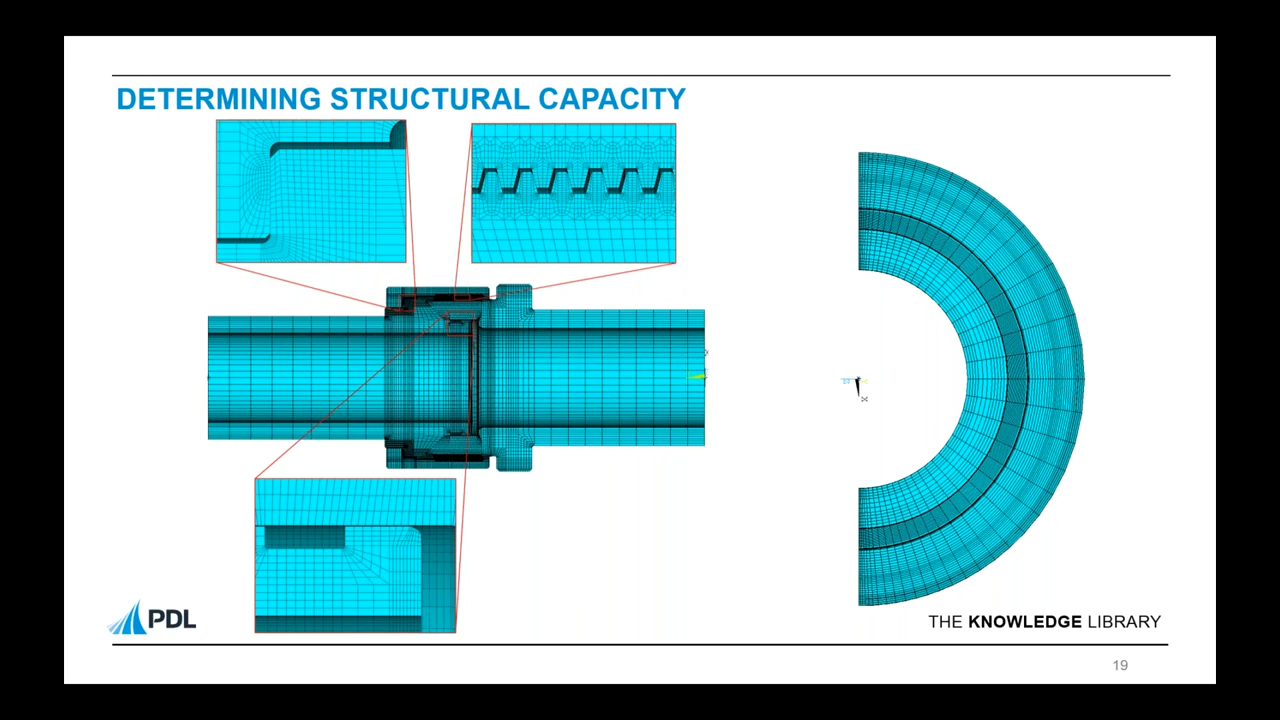 DETERMINING STRUCTURAL CAPACITY
PDL
THE KNOWLEDGE LIBRARY
19